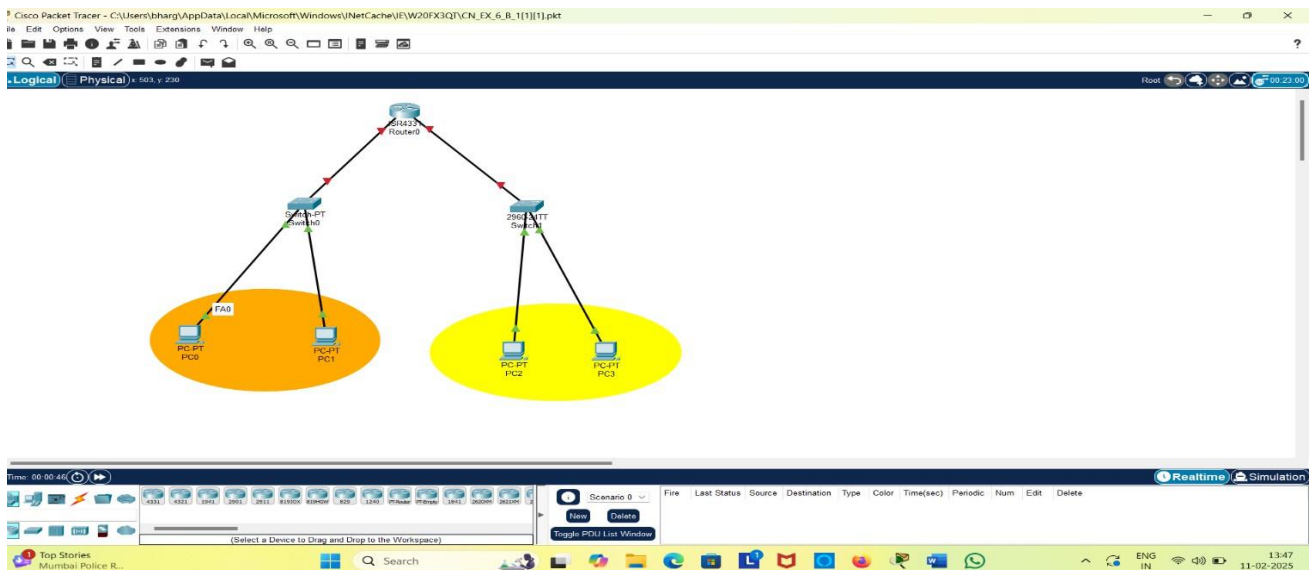 Cisco Packet Tracer - C:\Users\bharg\AppData\Local\Microsoft\Windows\INetCache\IE\W20FX3QT\CN_EX_6_B_1[1][1].pkt
Edit Options View Tools Extensions Window Help
?
Logical Physical x: 503, y: 230 Root 00:23:00
ISR4331
Router0
Switch-PT
Switch0
2960-24TT
Switch1
FA0
PC-PT
PC0
PC-PT
PC1
PC-PT
PC2
PC-PT
PC3
Time: 00:00:46 Realtime Simulation
4331 4321 1941 2901 2911 819IOX 819HGW 829 1240 PT-Router PT-Empty 1841 2620XM 2621XM
Scenario 0 Fire Last Status Source Destination Type Color Time(sec) Periodic Num Edit Delete
New Delete
Toggle PDU List Window
(Select a Device to Drag and Drop to the Workspace)
Top Stories
Mumbai Police R...
Search
ENG
IN
13:47
11-02-2025